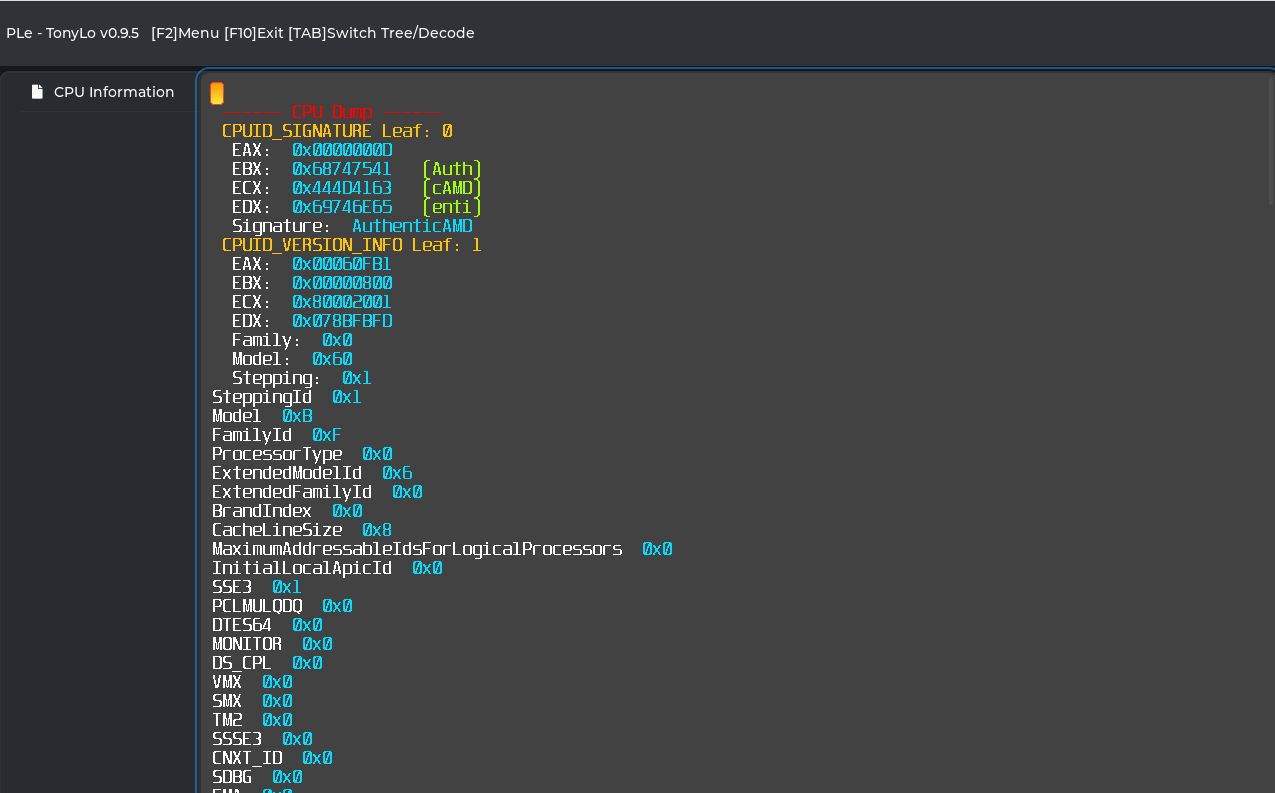 PLe - TonyLo v0.9.5 [F2]Menu [F10]Exit [TAB]Switch Tree/Decode
CPU Information
------ CPU Dump ------
CPUID_SIGNATURE Leaf: 0
EAX: 0x0000000D
EBX: 0x68747541 [Auth]
ECX: 0x444D4163 [cAMD]
EDX: 0x69746E65 [enti]
Signature: AuthenticAMD
CPUID_VERSION_INFO Leaf: 1
EAX: 0x00060FB1
EBX: 0x00000800
ECX: 0x80002001
EDX: 0x078BFBFD
Family: 0x0
Model: 0x60
Stepping: 0x1
SteppingId 0x1
Model 0xB
FamilyId 0xF
ProcessorType 0x0
ExtendedModelId 0x6
ExtendedFamilyId 0x0
BrandIndex 0x0
CacheLineSize 0x8
MaximumAddressableIdsForLogicalProcessors 0x0
InitialLocalApicId 0x0
SSE3 0x1
PCLMULQDQ 0x0
DTES64 0x0
MONITOR 0x0
DS_CPL 0x0
VMX 0x0
SMX 0x0
TM2 0x0
SSSE3 0x0
CNXT_ID 0x0
SDBG 0x0